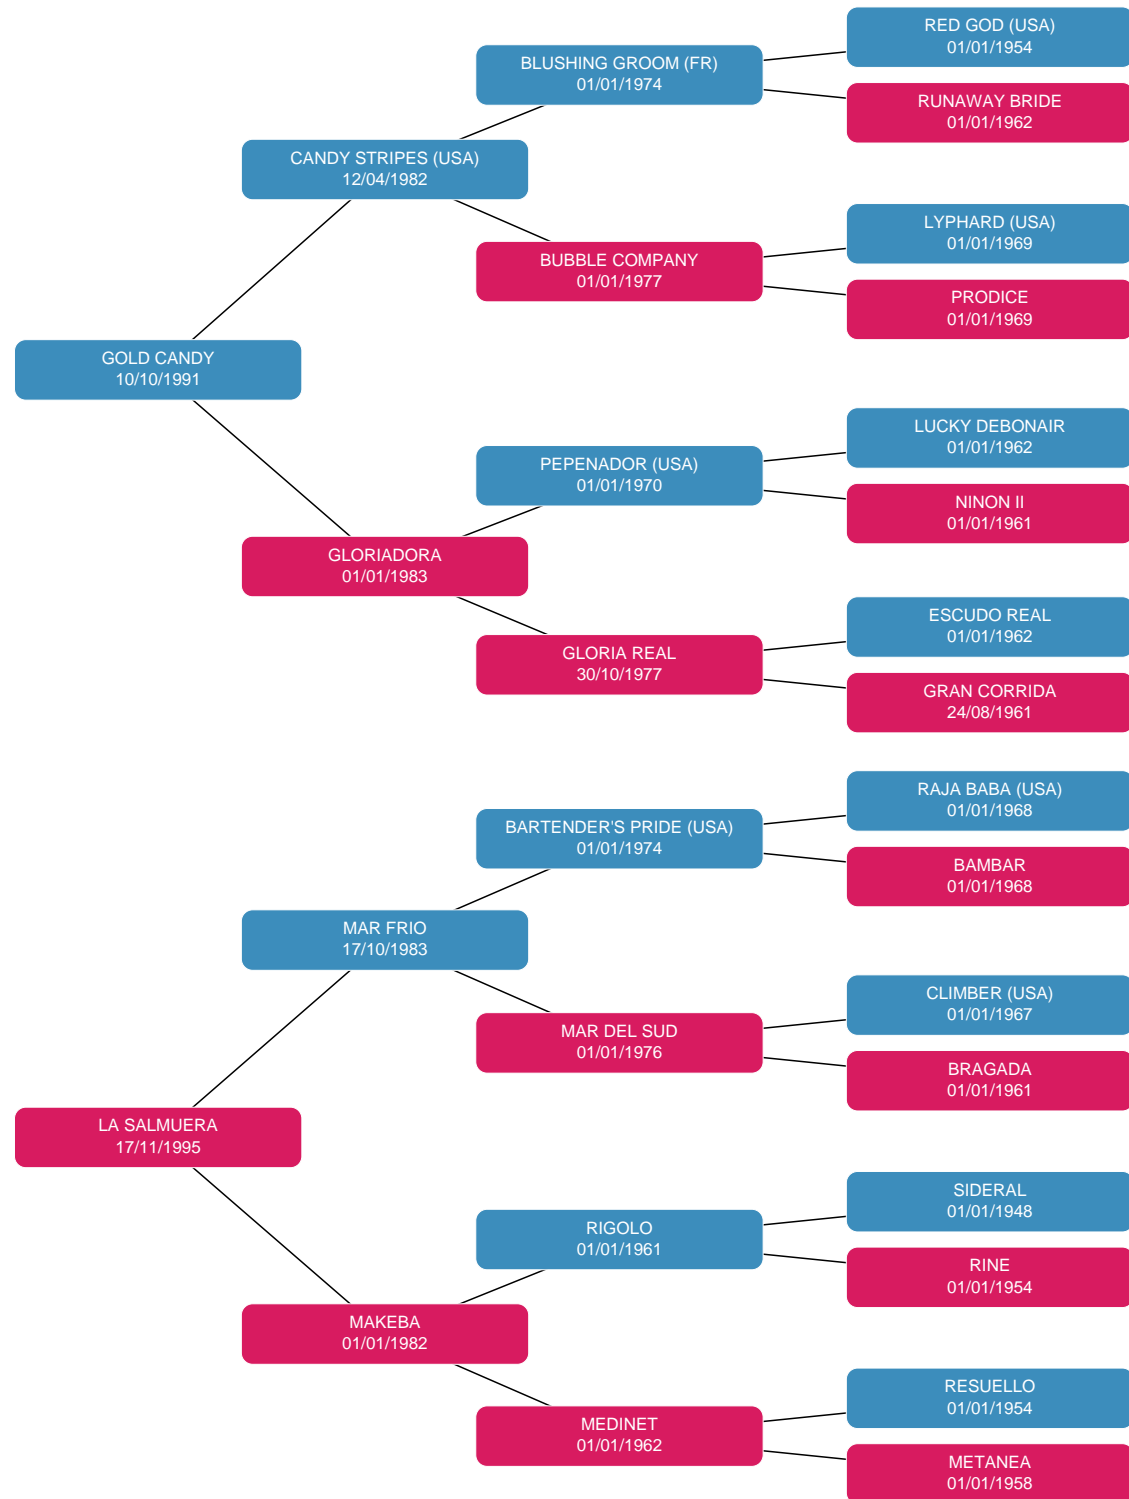 RED GOD (USA)
01/01/1954
BLUSHING GROOM (FR)
01/01/1974
RUNAWAY BRIDE
01/01/1962
CANDY STRIPES (USA)
12/04/1982
LYPHARD (USA)
01/01/1969
BUBBLE COMPANY
01/01/1977
PRODICE
01/01/1969
GOLD CANDY
10/10/1991
LUCKY DEBONAIR
01/01/1962
PEPENADOR (USA)
01/01/1970
NINON II
01/01/1961
GLORIADORA
01/01/1983
ESCUDO REAL
01/01/1962
GLORIA REAL
30/10/1977
GRAN CORRIDA
24/08/1961
RAJA BABA (USA)
01/01/1968
BARTENDER'S PRIDE (USA)
01/01/1974
BAMBAR
01/01/1968
MAR FRIO
17/10/1983
CLIMBER (USA)
01/01/1967
MAR DEL SUD
01/01/1976
BRAGADA
01/01/1961
LA SALMUERA
17/11/1995
SIDERAL
01/01/1948
RIGOLO
01/01/1961
RINE
01/01/1954
MAKEBA
01/01/1982
RESUELLO
01/01/1954
MEDINET
01/01/1962
METANEA
01/01/1958